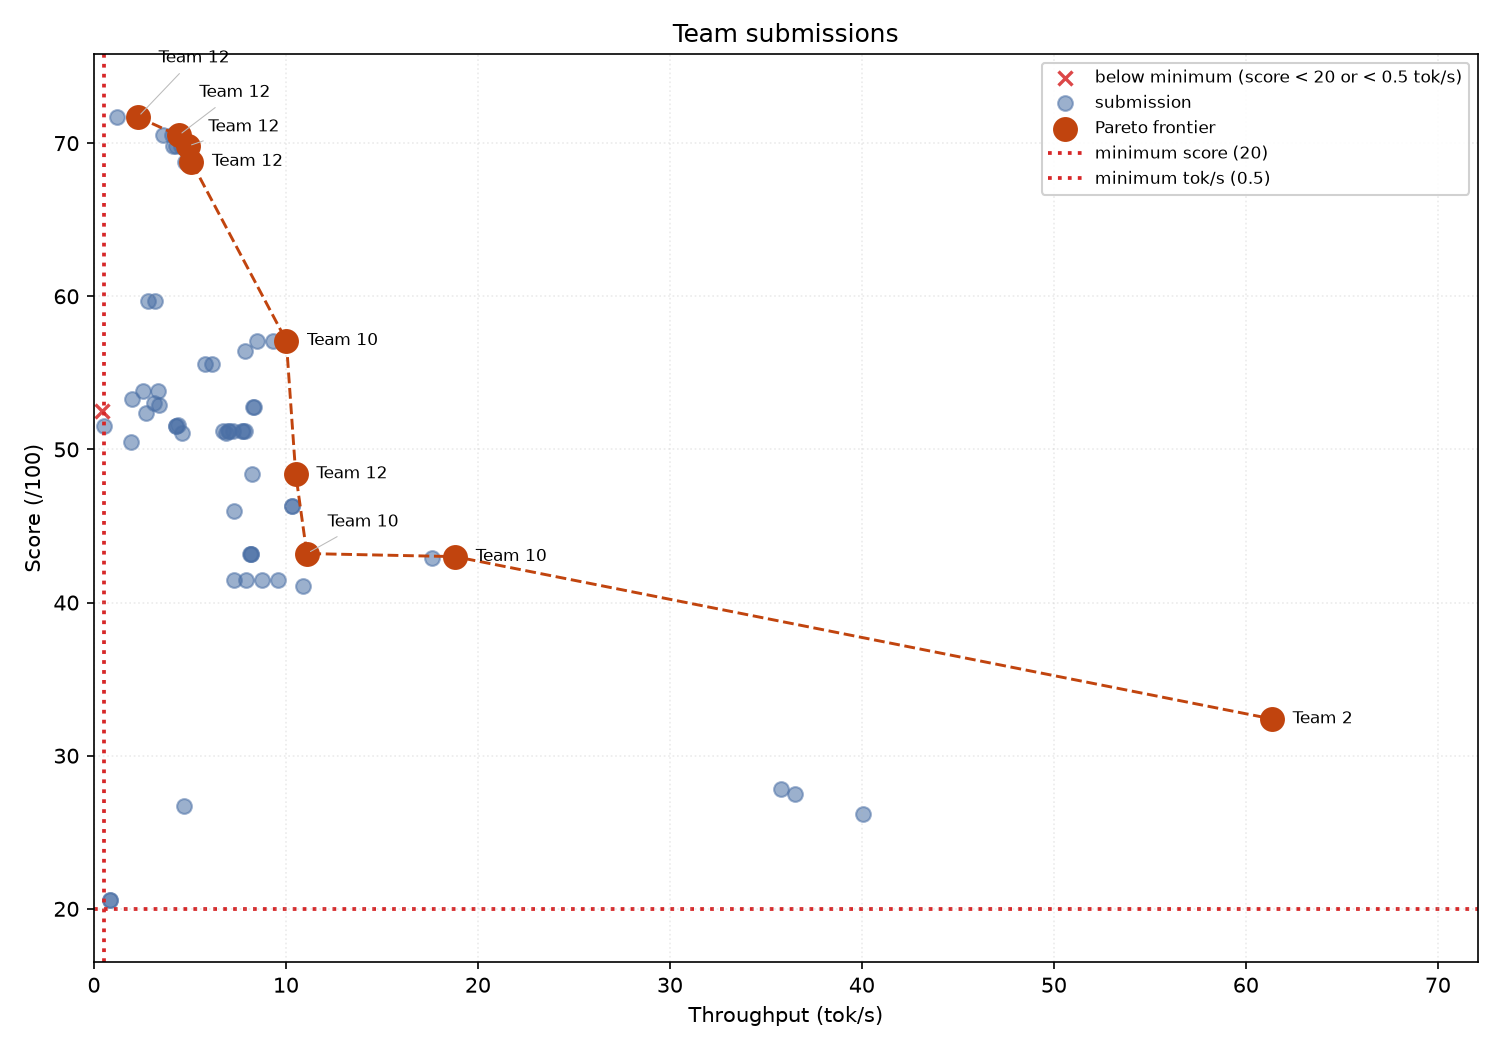 Team submissions
Team 12
Team 12
Team 12
Team 12
below minimum (score < 20 or < 0.5 tok/s)
submission
Pareto frontier
minimum score (20)
minimum tok/s (0.5)
Team 10
Team 12
Team 10
Team 10
Team 2
Score (/100)
70
60
50
40
30
20
0
10
20
30
40
50
60
70
Throughput (tok/s)